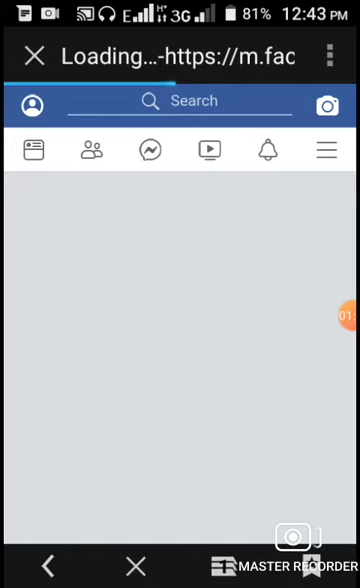 E H+ 3G 81% 12:43 PM
Loading...-https://m.fac
Search
01:
MASTER RECORDER